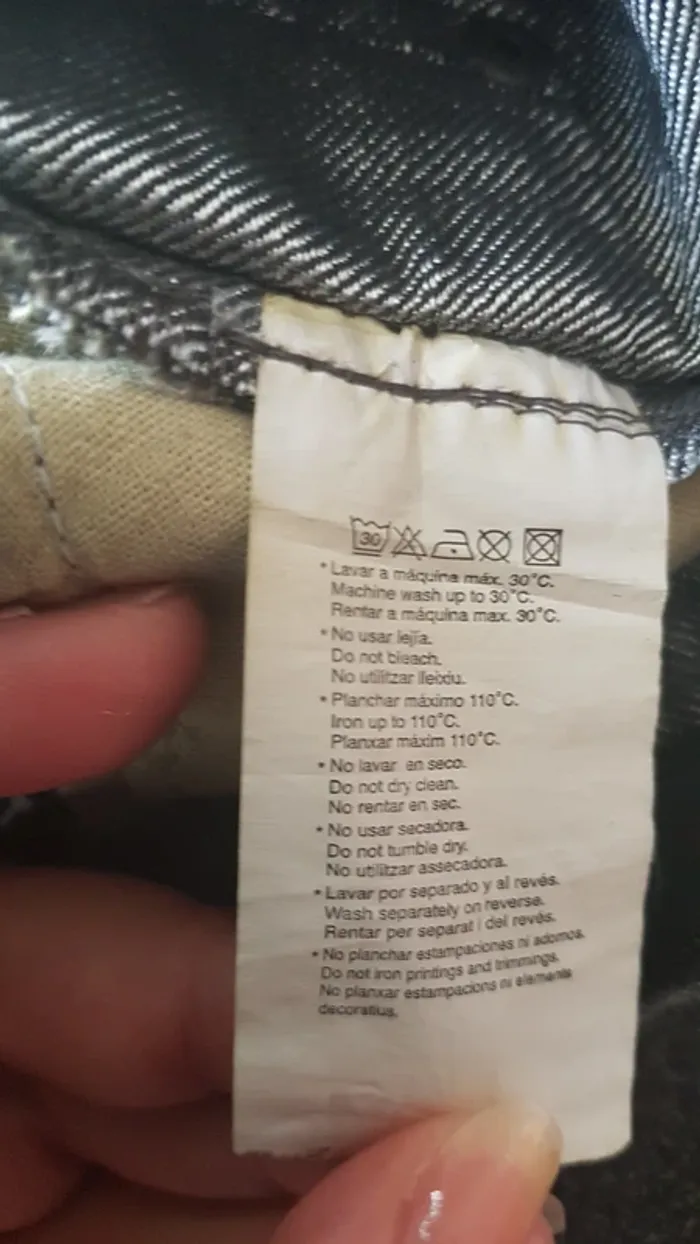 30
* Lavar a máquina máx. 30°C.
Machine wash up to 30°C.
Rentar a máquina max. 30°C.
* No usar lejía.
Do not bleach.
No utilitzar lleixiu.
* Planchar máximo 110°C.
Iron up to 110°C.
Planxar máxim 110°C.
* No lavar en seco.
Do not dry clean.
No rentar en sec.
* No usar secadora.
Do not tumble dry.
No utilitzar assecadora.
* Lavar por separado y al revés.
Wash separately on reverse.
Rentar per separat i del revés.
* No planchar estampaciones ni adornos.
Do not iron printings and trimmings.
No planxar estampacions ni elements
decoratius.